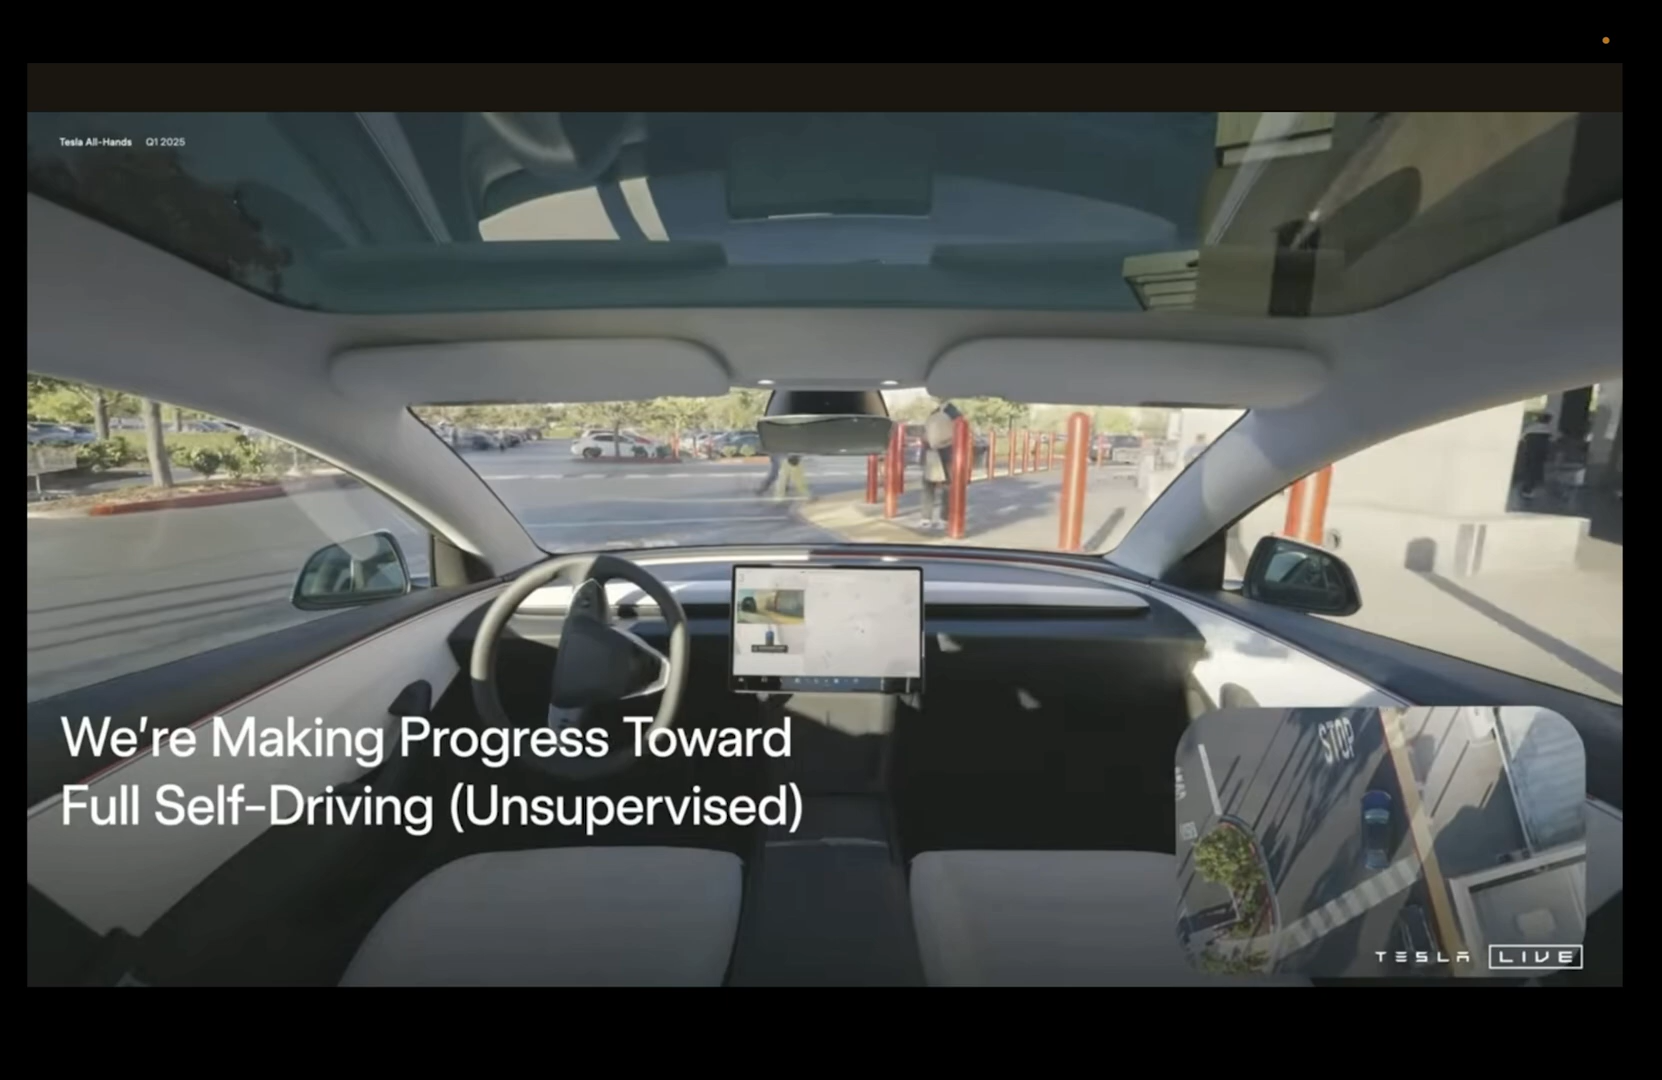 Tesla All-Hands Q1 2025
We're Making Progress Toward
Full Self-Driving (Unsupervised)
STOP
TESLA LIVE